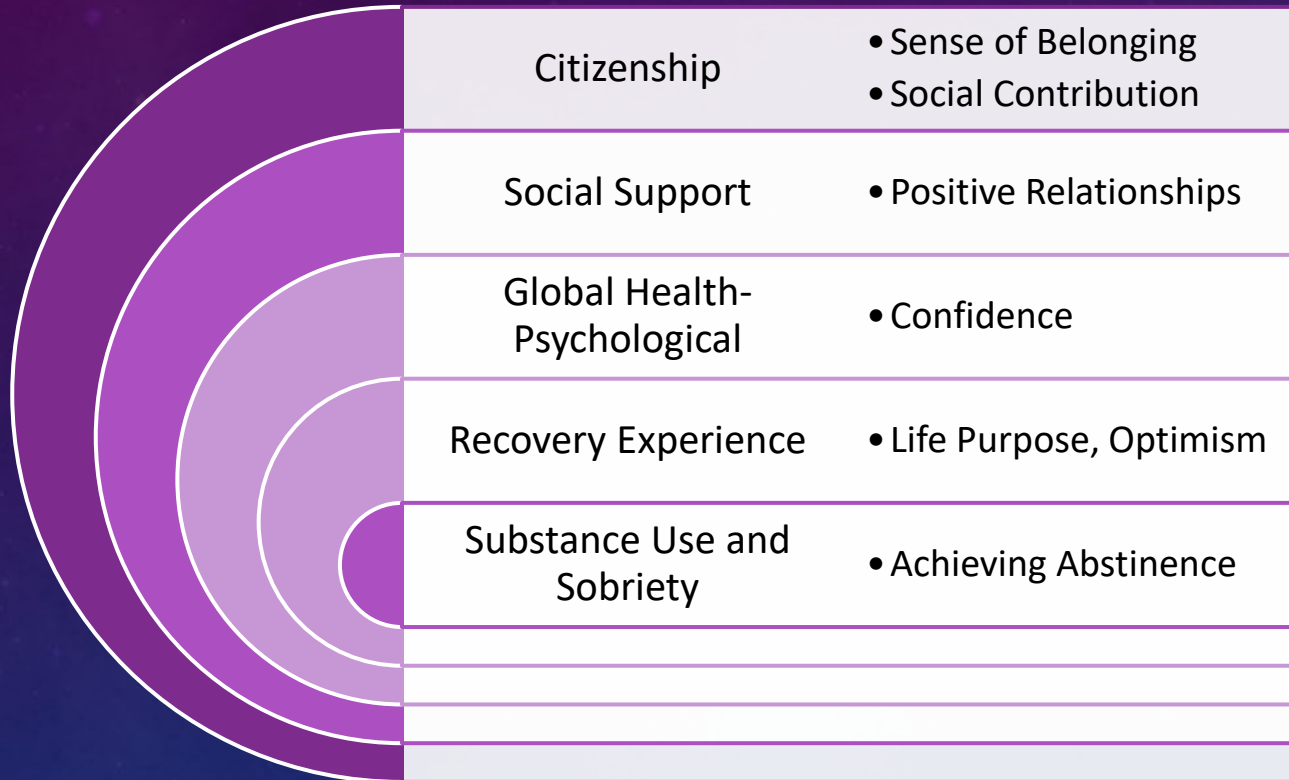 Citizenship
• Sense of Belonging
• Social Contribution
Social Support
• Positive Relationships
Global Health-
Psychological
• Confidence
Recovery Experience
• Life Purpose, Optimism
Substance Use and
Sobriety
• Achieving Abstinence